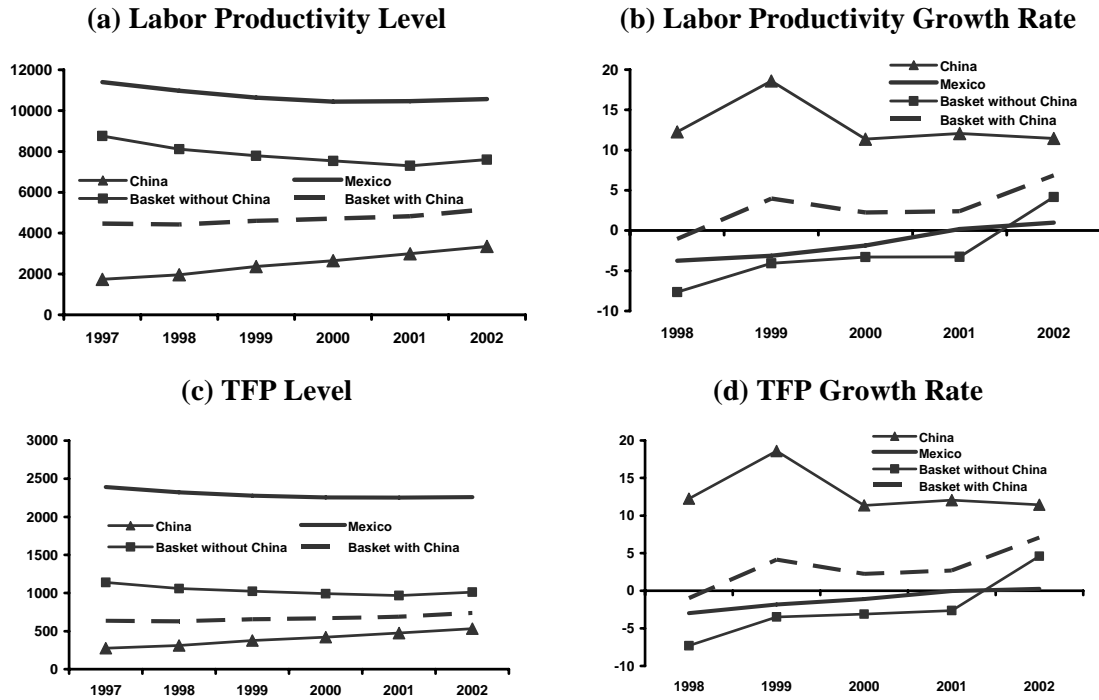 (a) Labor Productivity Level
12000
10000
8000
6000
4000
2000
0
China
Mexico
Basket without China
Basket with China
1997 1998 1999 2000 2001 2002
(b) Labor Productivity Growth Rate
20
15
10
5
0
-5
-10
China
Mexico
Basket without China
Basket with China
1998 1999 2000 2001 2002
(c) TFP Level
3000
2500
2000
1500
1000
500
0
China
Mexico
Basket without China
Basket with China
1997 1998 1999 2000 2001 2002
(d) TFP Growth Rate
20
15
10
5
0
-5
-10
China
Mexico
Basket without China
Basket with China
1998 1999 2000 2001 2002